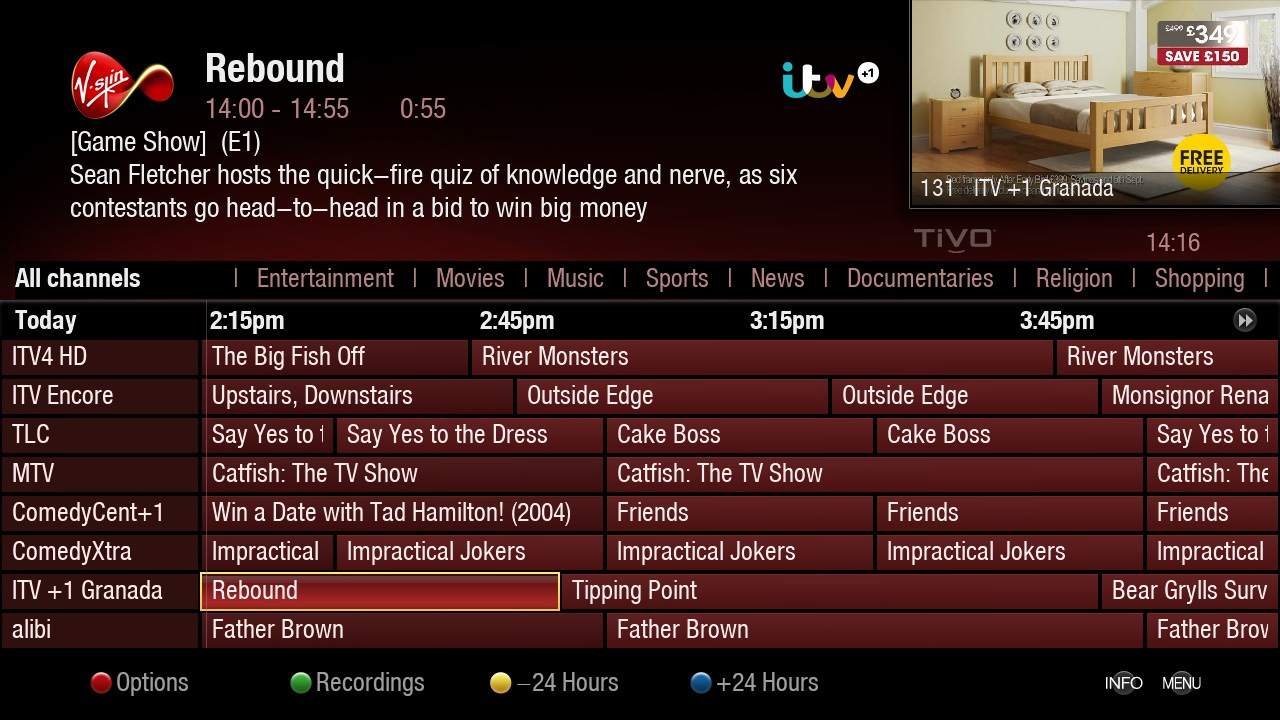 Virgin
Rebound
14:00 - 14:55 0:55
itv +1
[Game Show] (E1)
Sean Fletcher hosts the quick–fire quiz of knowledge and nerve, as six
contestants go head–to–head in a bid to win big money
£499 £349
SAVE £150
FREE
DELIVERY
131 ITV +1 Granada
TiVo
14:16
All channels | Entertainment | Movies | Music | Sports | News | Documentaries | Religion | Shopping |
Today 2:15pm 2:45pm 3:15pm 3:45pm
ITV4 HD The Big Fish Off River Monsters River Monsters
ITV Encore Upstairs, Downstairs Outside Edge Outside Edge Monsignor Rena
TLC Say Yes to t Say Yes to the Dress Cake Boss Cake Boss Say Yes to t
MTV Catfish: The TV Show Catfish: The TV Show Catfish: The
ComedyCent+1 Win a Date with Tad Hamilton! (2004) Friends Friends Friends
ComedyXtra Impractical Impractical Jokers Impractical Jokers Impractical Jokers Impractical
ITV +1 Granada Rebound Tipping Point Bear Grylls Surv
alibi Father Brown Father Brown Father Brow
Options Recordings –24 Hours +24 Hours INFO MENU